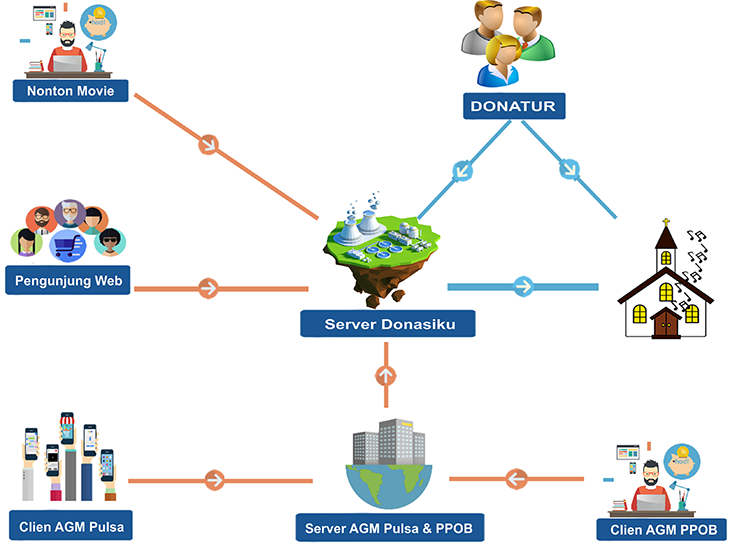 Nonton Movie
DONATUR
Pengunjung Web
Server Donasiku
Clien AGM Pulsa
Server AGM Pulsa & PPOB
Clien AGM PPOB